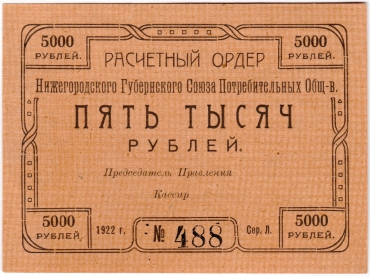 5000 РУБЛЕЙ.
5000 РУБЛЕЙ.
РАСЧЕТНЫЙ ОРДЕР
Нижегородского Губернского Союза Потребительных Общ-в.
ПЯТЬ ТЫСЯЧ
РУБЛЕЙ.
Председатель Правления
Кассир
5000 РУБЛЕЙ.
1922 г.
№ 488
Сер. Л.
5000 РУБЛЕЙ.